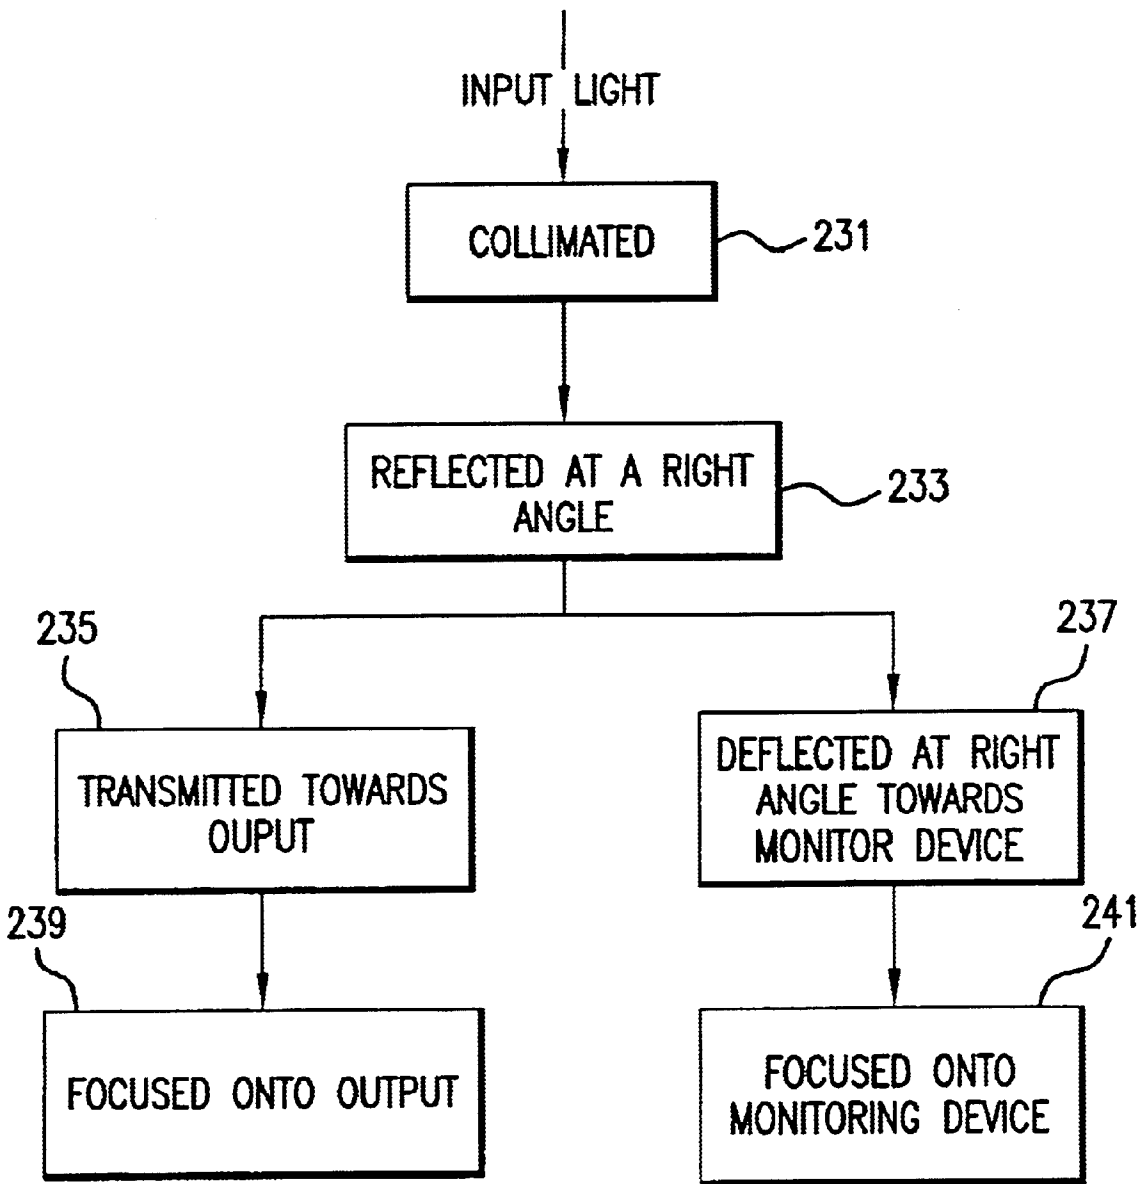 INPUT LIGHT
COLLIMATED
231
REFLECTED AT A RIGHT
ANGLE
233
235
237
TRANSMITTED TOWARDS
OUPUT
DEFLECTED AT RIGHT
ANGLE TOWARDS
MONITOR DEVICE
239
241
FOCUSED ONTO OUTPUT
FOCUSED ONTO
MONITORING DEVICE